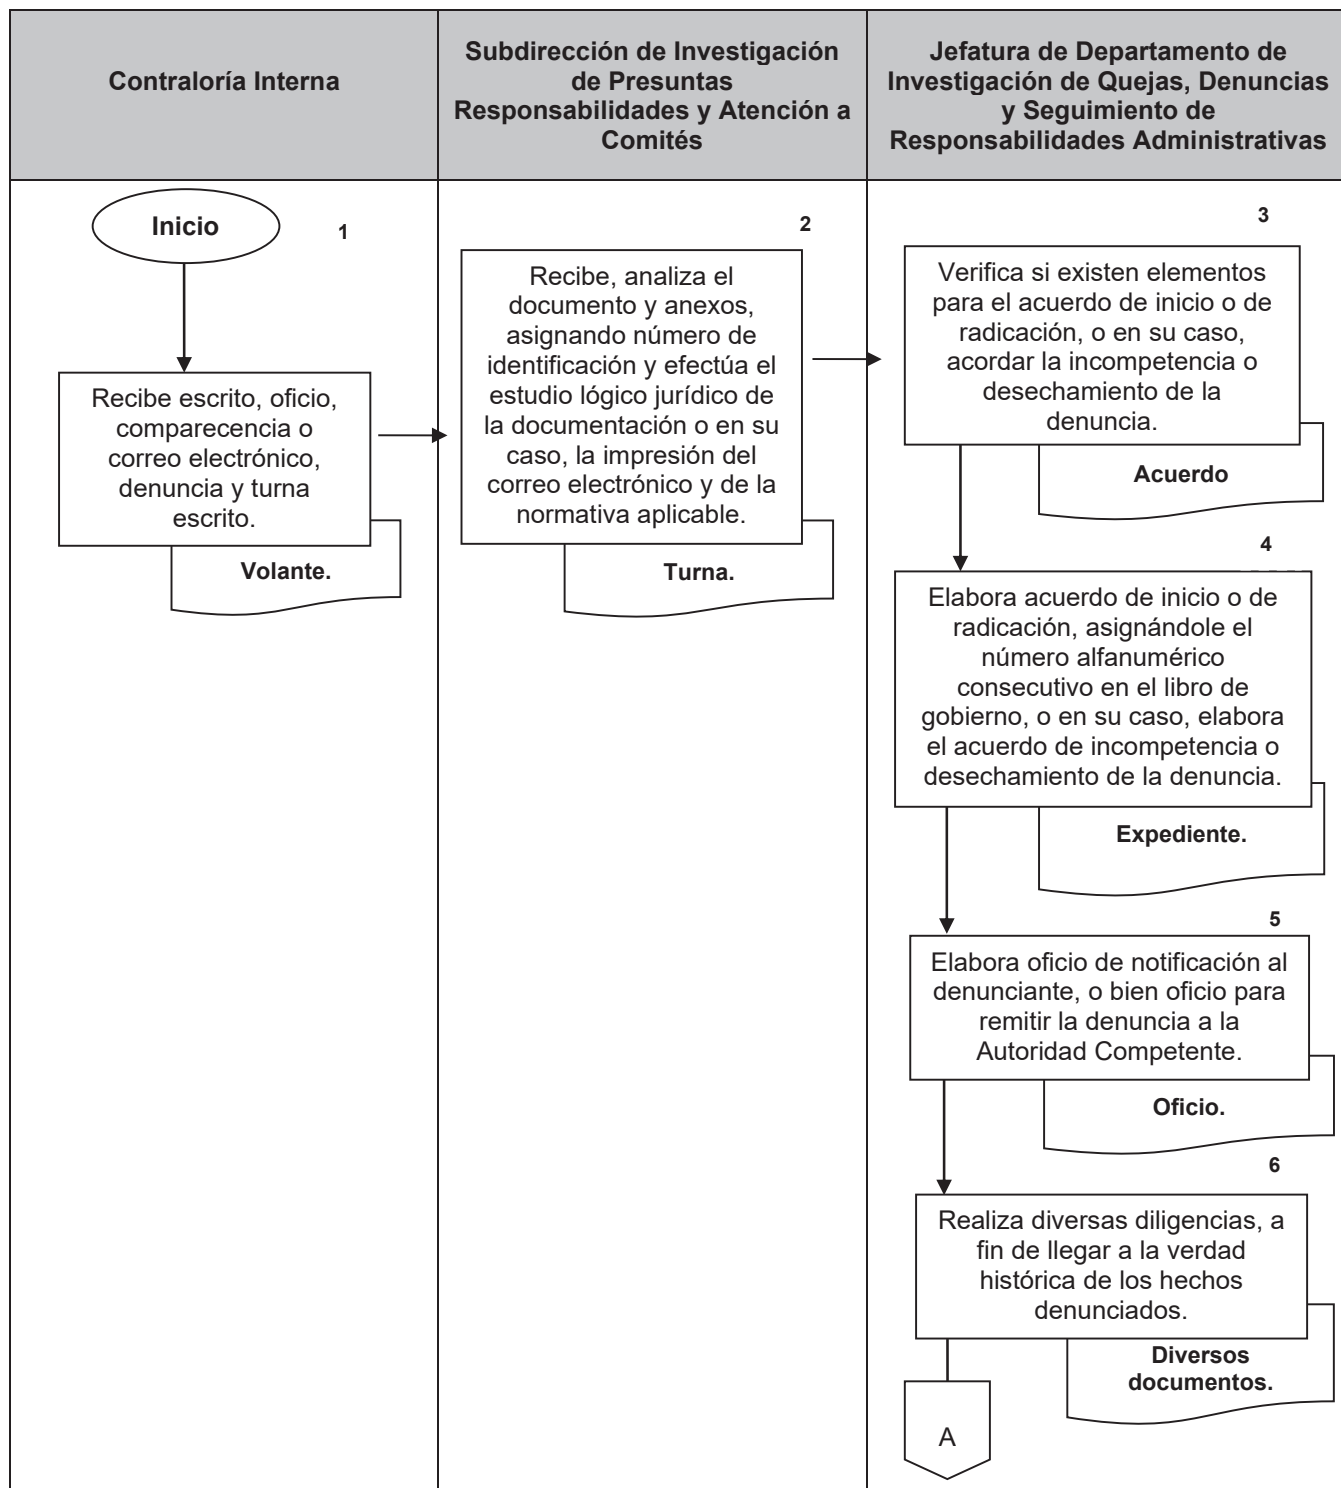 Contraloría Interna
Subdirección de Investigación
de Presuntas
Responsabilidades y Atención a
Comités
Jefatura de Departamento de
Investigación de Quejas, Denuncias
y Seguimiento de
Responsabilidades Administrativas
Inicio
1
Recibe escrito, oficio,
comparecencia o
correo electrónico,
denuncia y turna
escrito.
Volante.
2
Recibe, analiza el
documento y anexos,
asignando número de
identificación y efectúa el
estudio lógico jurídico de
la documentación o en su
caso, la impresión del
correo electrónico y de la
normativa aplicable.
Turna.
3
Verifica si existen elementos
para el acuerdo de inicio o de
radicación, o en su caso,
acordar la incompetencia o
desechamiento de la
denuncia.
Acuerdo
4
Elabora acuerdo de inicio o de
radicación, asignándole el
número alfanumérico
consecutivo en el libro de
gobierno, o en su caso, elabora
el acuerdo de incompetencia o
desechamiento de la denuncia.
Expediente.
5
Elabora oficio de notificación al
denunciante, o bien oficio para
remitir la denuncia a la
Autoridad Competente.
Oficio.
6
Realiza diversas diligencias, a
fin de llegar a la verdad
histórica de los hechos
denunciados.
Diversos
documentos.
A